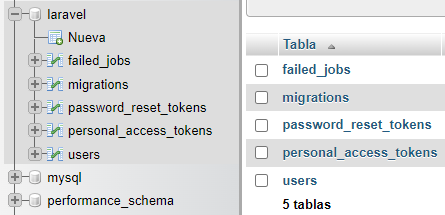 laravel
Nueva
failed_jobs
migrations
password_reset_tokens
personal_access_tokens
users
mysql
performance_schema
Tabla
failed_jobs
migrations
password_reset_tokens
personal_access_tokens
users
5 tablas